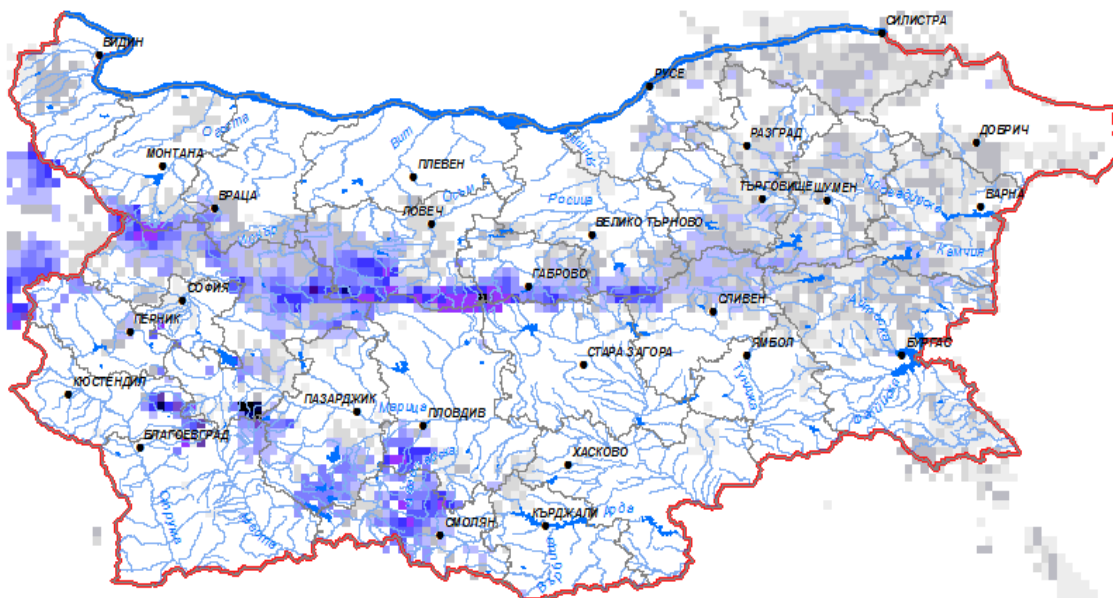 СИЛИСТРА
ВИДИН
РУСЕ
Огоста
Вит
РАЗГРАД
ДОБРИЧ
МОНТАНА
ПЛЕВЕН
ТЪРГОВИЩЕ
ШУМЕН
Провадийска
ВАРНА
ВРАЦА
ЛОВЕЧ
Осъм
Росица
ВЕЛИКО ТЪРНОВО
Искър
Камчия
ГАБРОВО
СОФИЯ
СЛИВЕН
ПЕРНИК
СТАРА ЗАГОРА
ЯМБОЛ
БУРГАС
Тунджа
КЮСТЕНДИЛ
ПАЗАРДЖИК
Марица
ПЛОВДИВ
БЛАГОЕВГРАД
ХАСКОВО
Струма
Места
СМОЛЯН
КЪРДЖАЛИ
Върбица